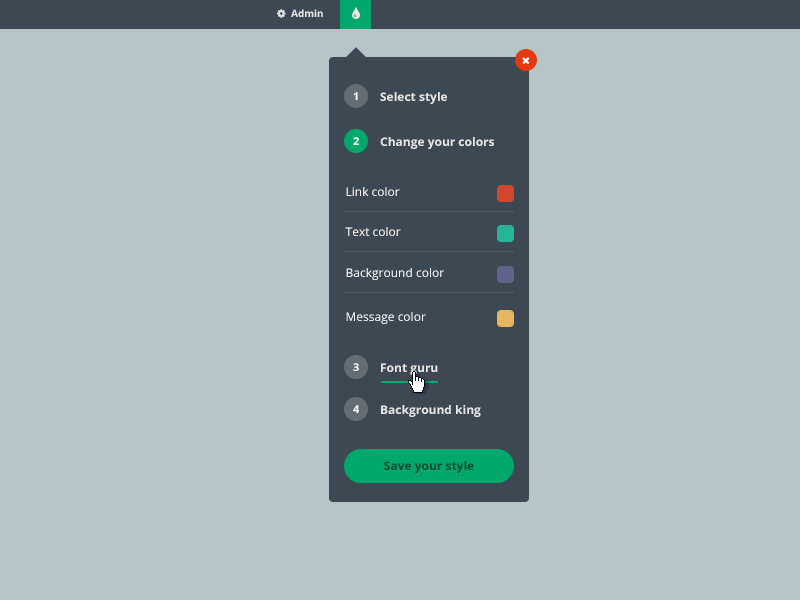 Admin
1 Select style
2 Change your colors
Link color
Text color
Background color
Message color
3 Font guru
4 Background king
Save your style